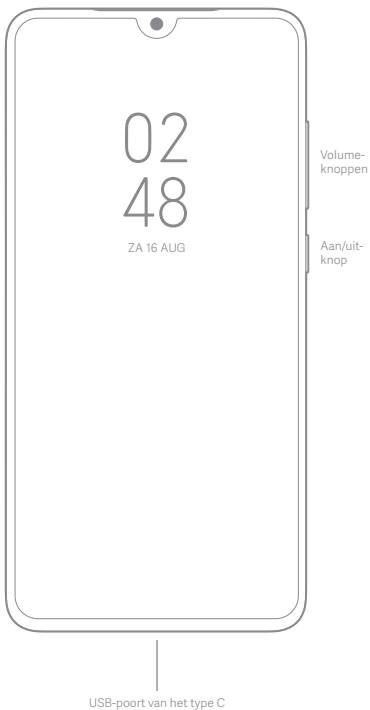 02
48
ZA 16 AUG
Volume-
knoppen
Aan/uit-
knop
USB-poort van het type C